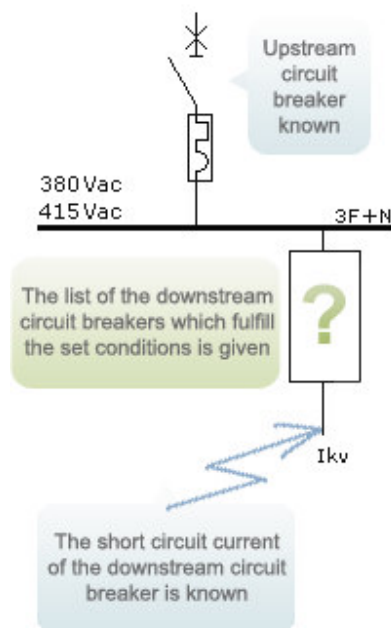 Upstream
circuit
breaker
known
380Vac
415Vac
3F+N
The list of the downstream
circuit breakers which fulfill
the set conditions is given
?
Ikv
The short circuit current
of the downstream circuit
breaker is known